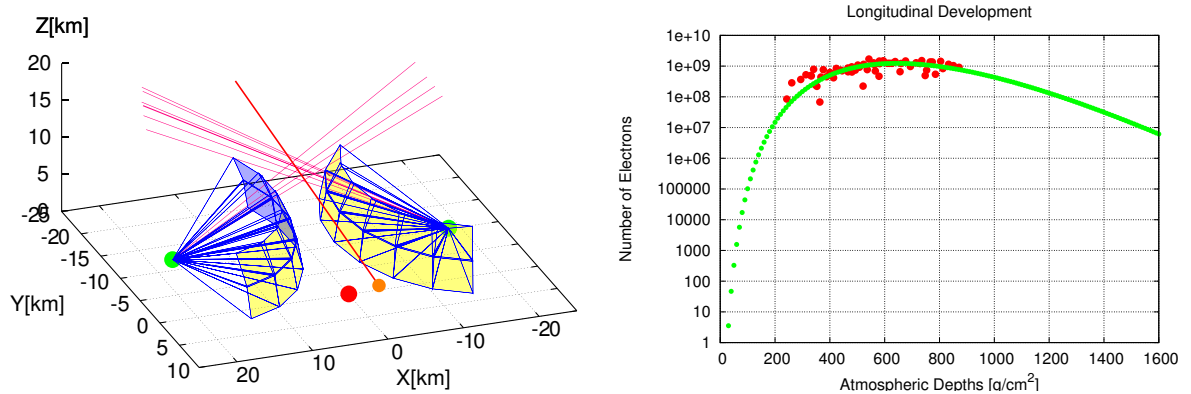 Z[km]
20
15
10
5
0
-25
-20
-15
-10
-5
0
5
10
Y[km]
20
10
0
-10
-20
X[km]
Longitudinal Development
Number of Electrons
1e+10
1e+09
1e+08
1e+07
1e+06
100000
10000
1000
100
10
1
0 200 400 600 800 1000 1200 1400 1600
Atmospheric Depths [g/cm²]